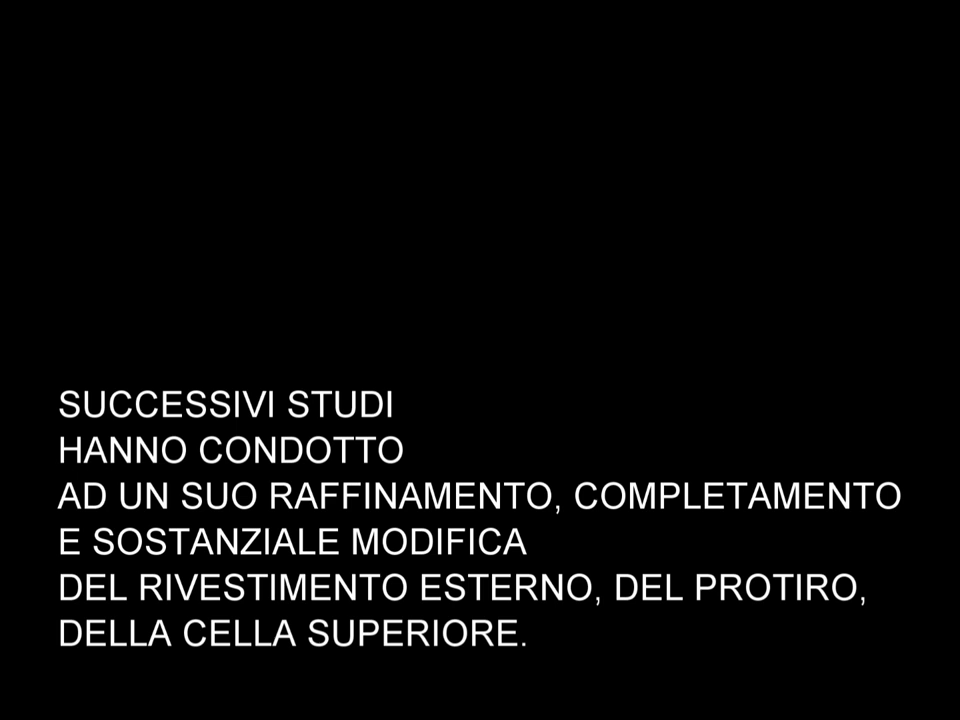 SUCCESSIVI STUDI
HANNO CONDOTTO
AD UN SUO RAFFINAMENTO, COMPLETAMENTO
E SOSTANZIALE MODIFICA
DEL RIVESTIMENTO ESTERNO, DEL PROTIRO,
DELLA CELLA SUPERIORE.